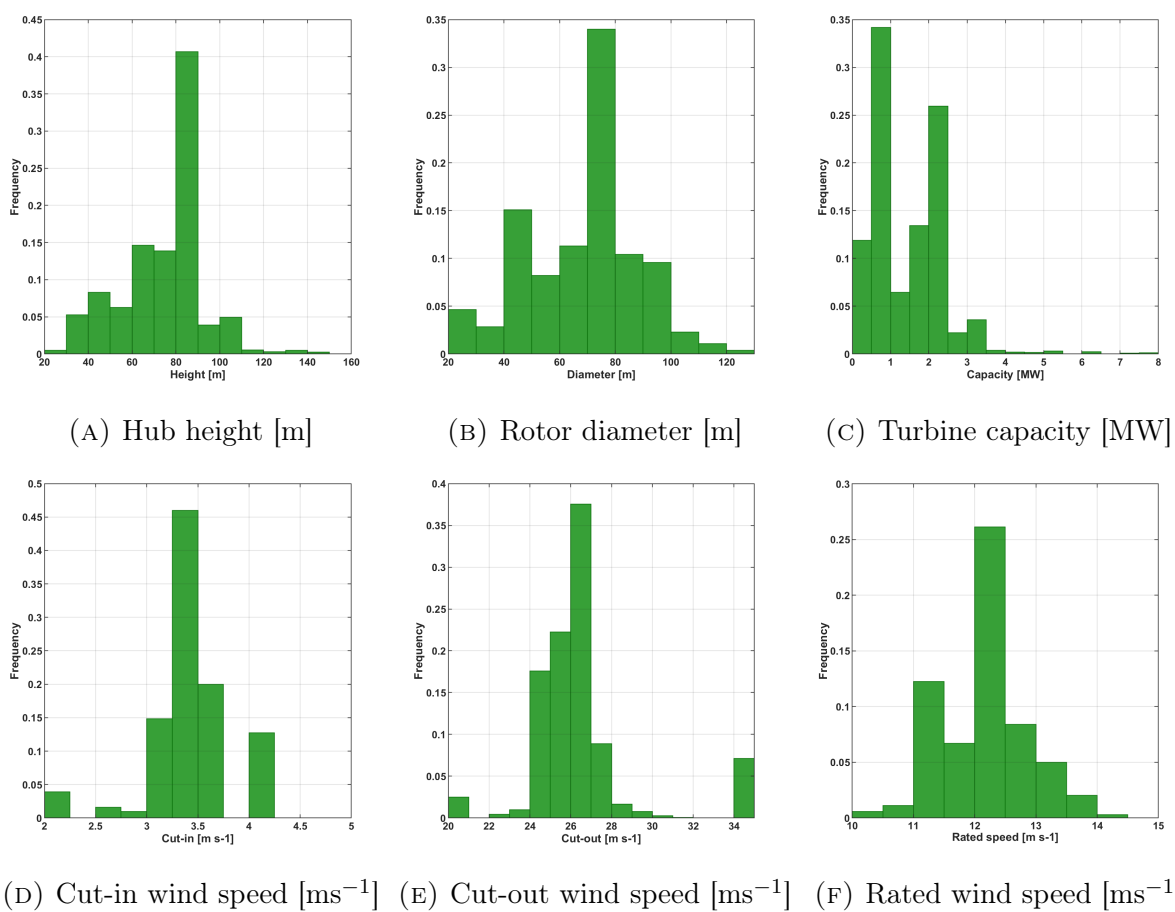 0.45
0.4
0.35
0.3
0.25
0.2
0.15
0.1
0.05
0
Frequency
20 40 60 80 100 120 140 160
Height [m]
(A) Hub height [m]
0.35
0.3
0.25
0.2
0.15
0.1
0.05
0
Frequency
20 40 60 80 100 120
Diameter [m]
(B) Rotor diameter [m]
0.35
0.3
0.25
0.2
0.15
0.1
0.05
0
Frequency
0 1 2 3 4 5 6 7 8
Capacity [MW]
(C) Turbine capacity [MW]
0.5
0.45
0.4
0.35
0.3
0.25
0.2
0.15
0.1
0.05
0
Frequency
2 2.5 3 3.5 4 4.5 5
Cut-in [m s-1]
(D) Cut-in wind speed [ms⁻¹]
0.4
0.35
0.3
0.25
0.2
0.15
0.1
0.05
0
Frequency
20 22 24 26 28 30 32 34
Cut-out [m s-1]
(E) Cut-out wind speed [ms⁻¹]
0.3
0.25
0.2
0.15
0.1
0.05
0
Frequency
10 11 12 13 14 15
Rated speed [m s-1]
(F) Rated wind speed [ms⁻¹